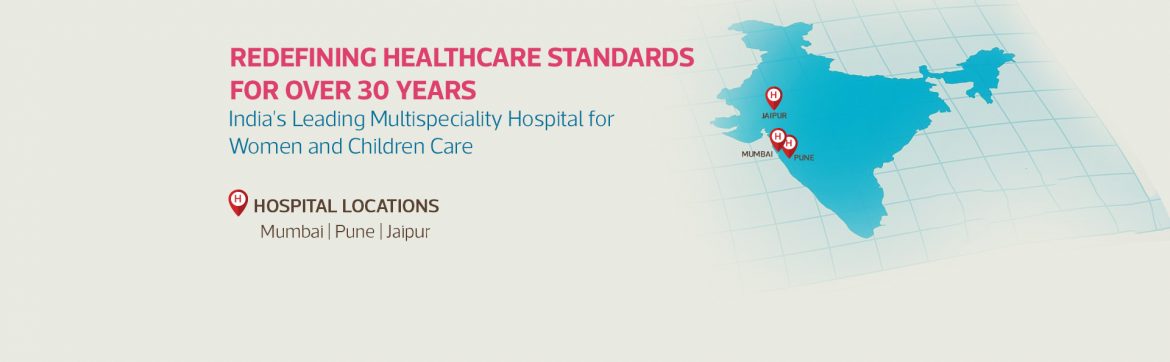 REDEFINING HEALTHCARE STANDARDS
FOR OVER 30 YEARS
India's Leading Multispeciality Hospital for
Women and Children Care
H HOSPITAL LOCATIONS
Mumbai | Pune | Jaipur
H
JAIPUR
H
H
MUMBAI
PUNE